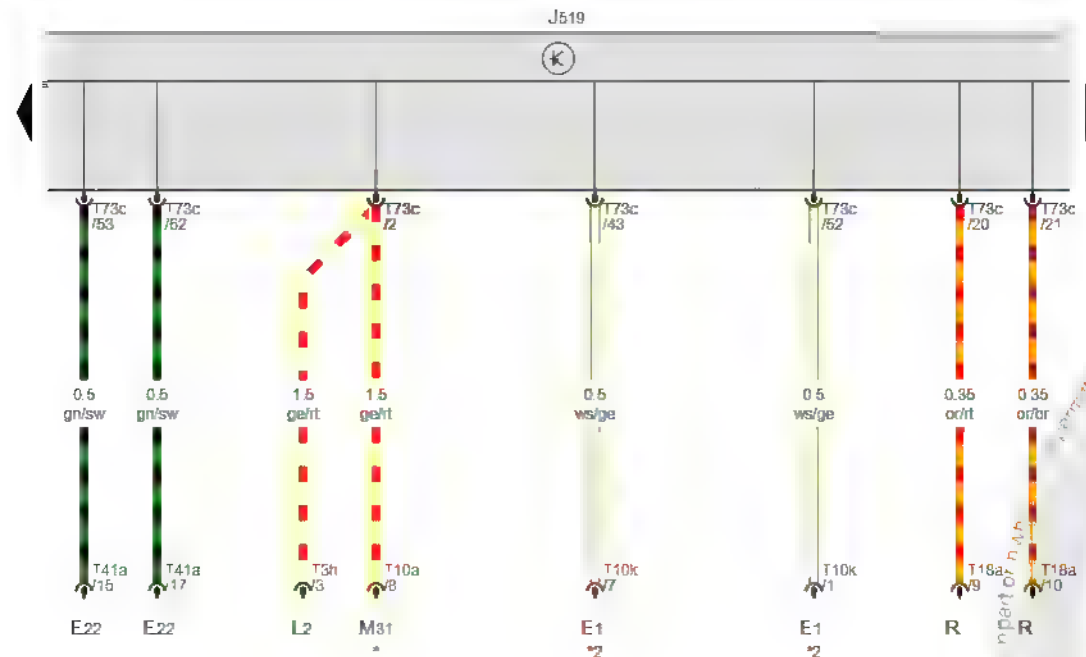 J519
K
T73c T73c T73c T73c T73c T73c T73c
/53 /62 /2 /43 /52 /20 /21
0.5 0.5 1.5 1.5 0.5 0.5 0.35 0.35
gn/sw gn/sw ge/rt ge/rt ws/ge ws/ge or/rt or/br
T41a T41a T3h T10a T10k T10k T18a T18a
/15 /17 /3 /8 /7 /1 /9 /10
E22 E22 L2 M31 E1 E1 R R
* *2 *2
npart or